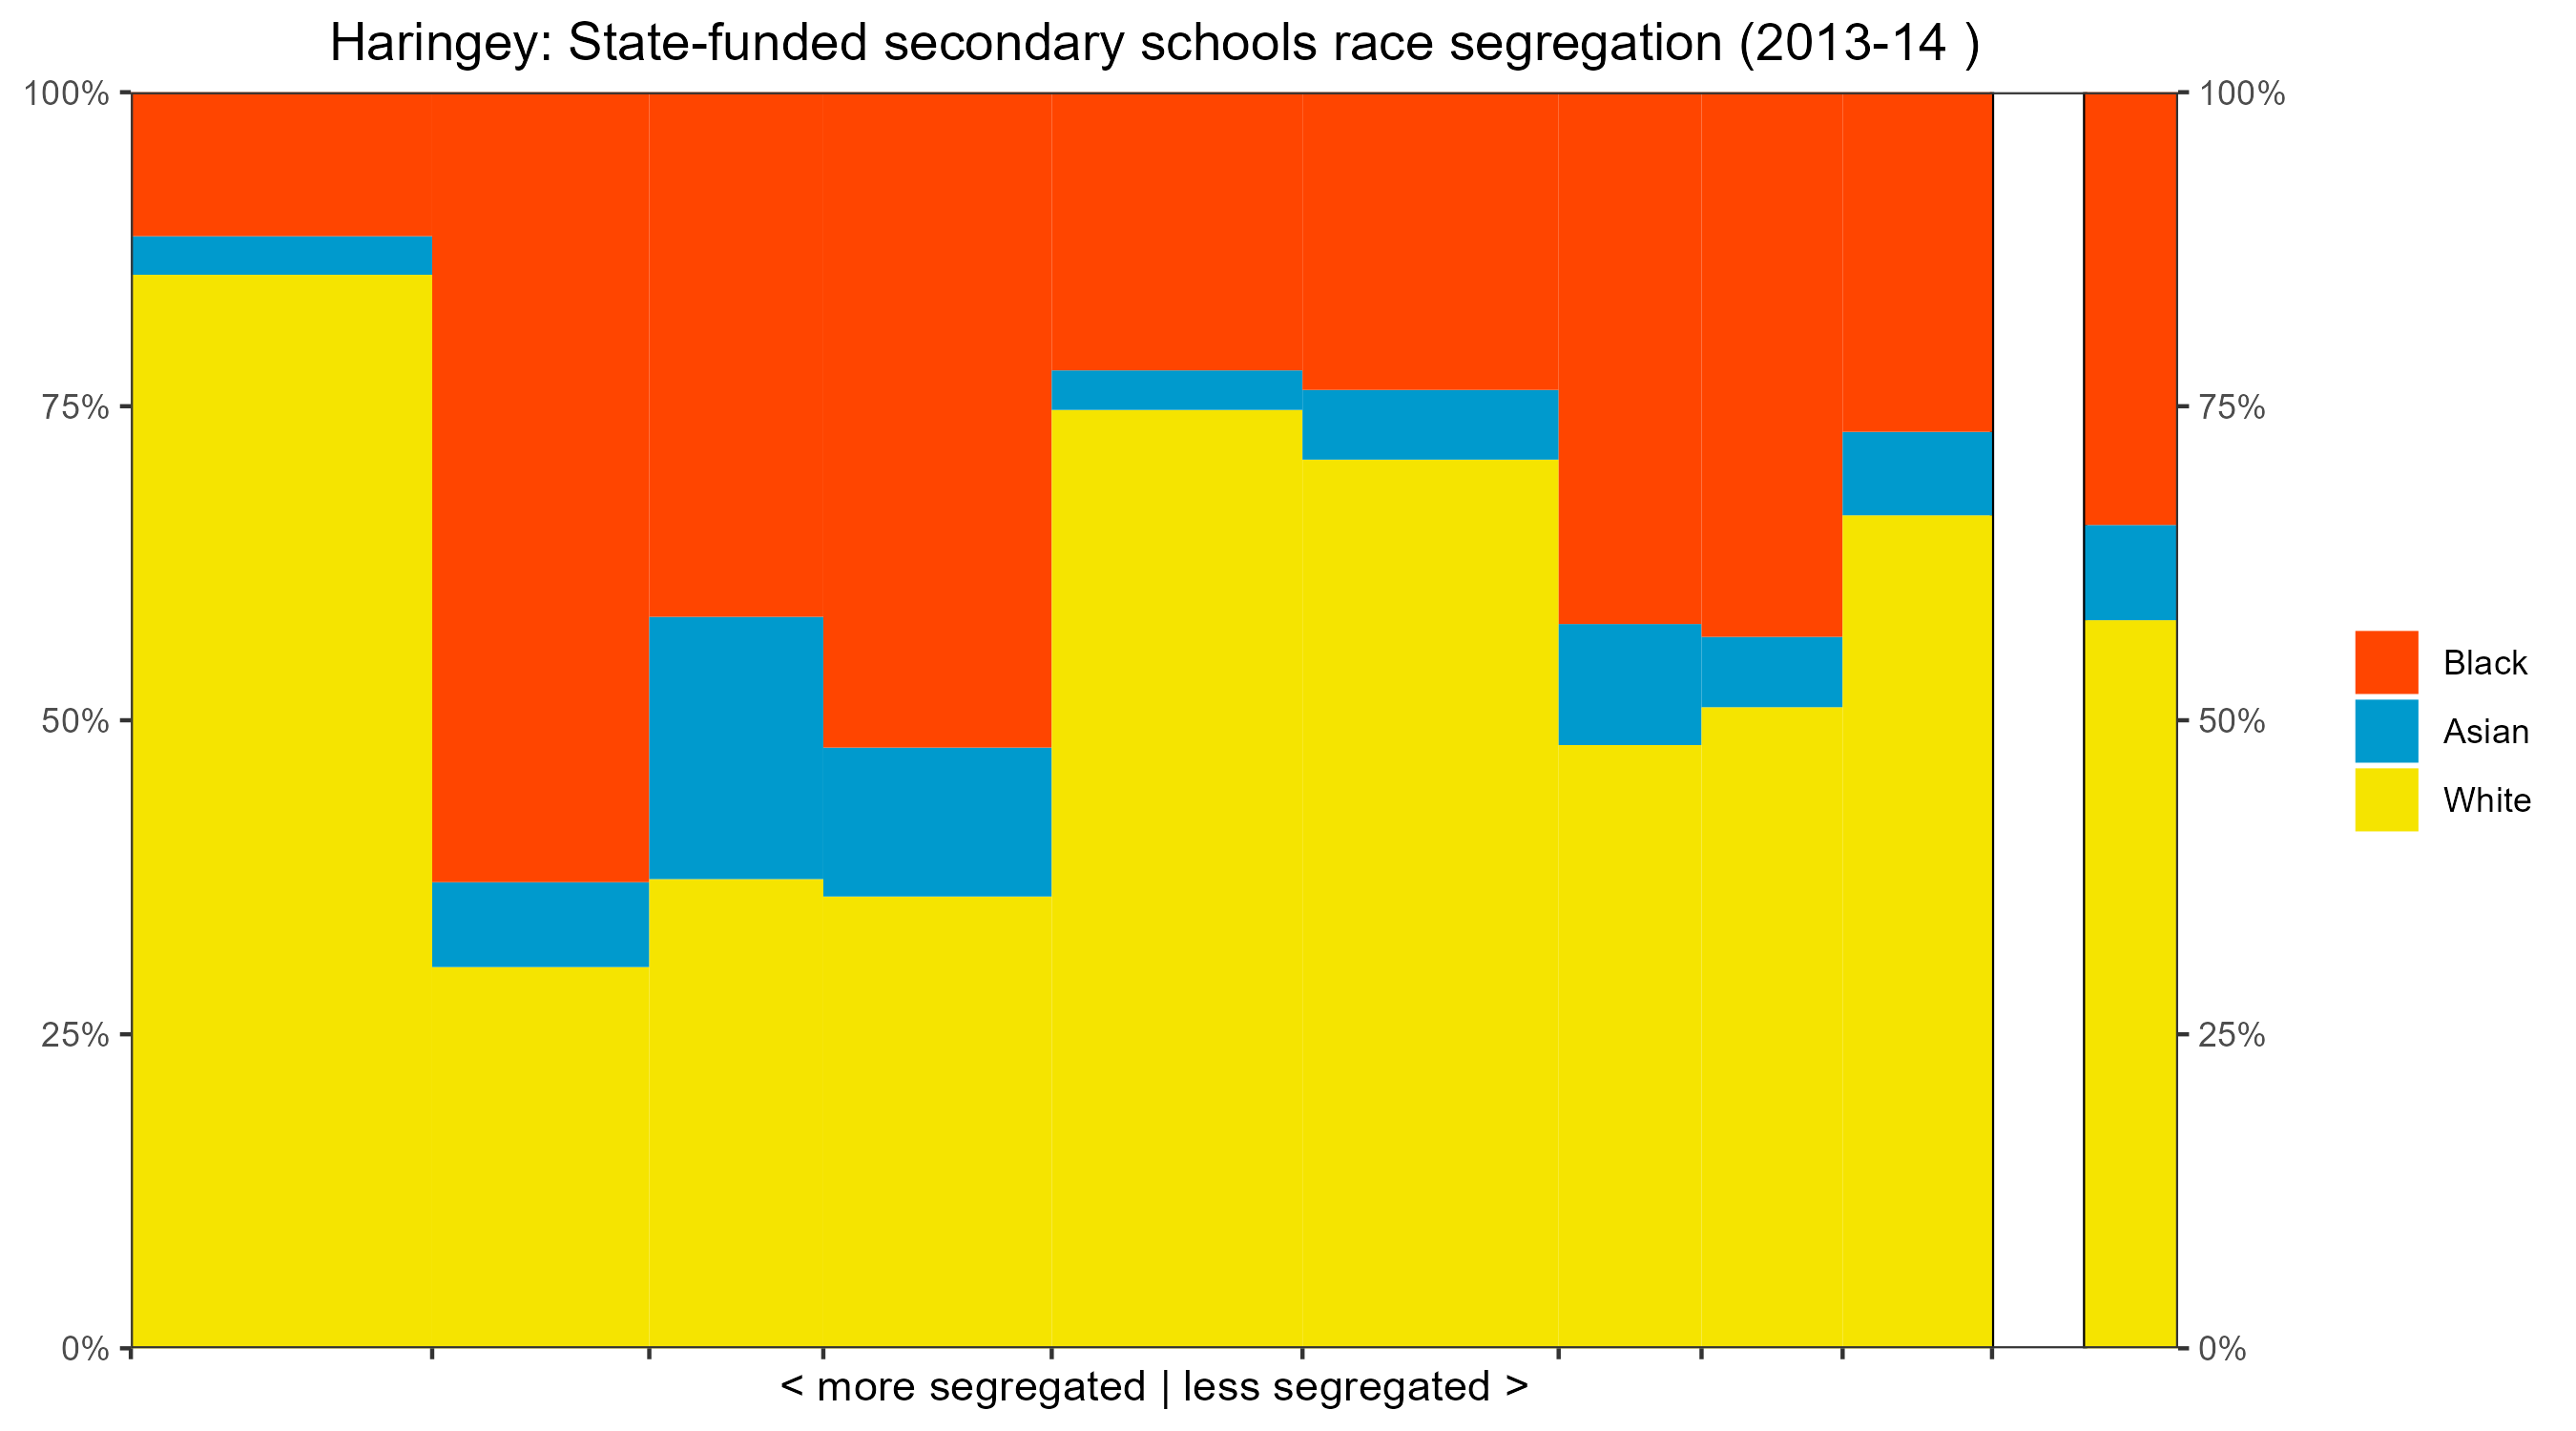 Haringey: State-funded secondary schools race segregation (2013-14 )
100%
75%
50%
25%
0%
100%
75%
50%
25%
0%
Black
Asian
White
< more segregated | less segregated >